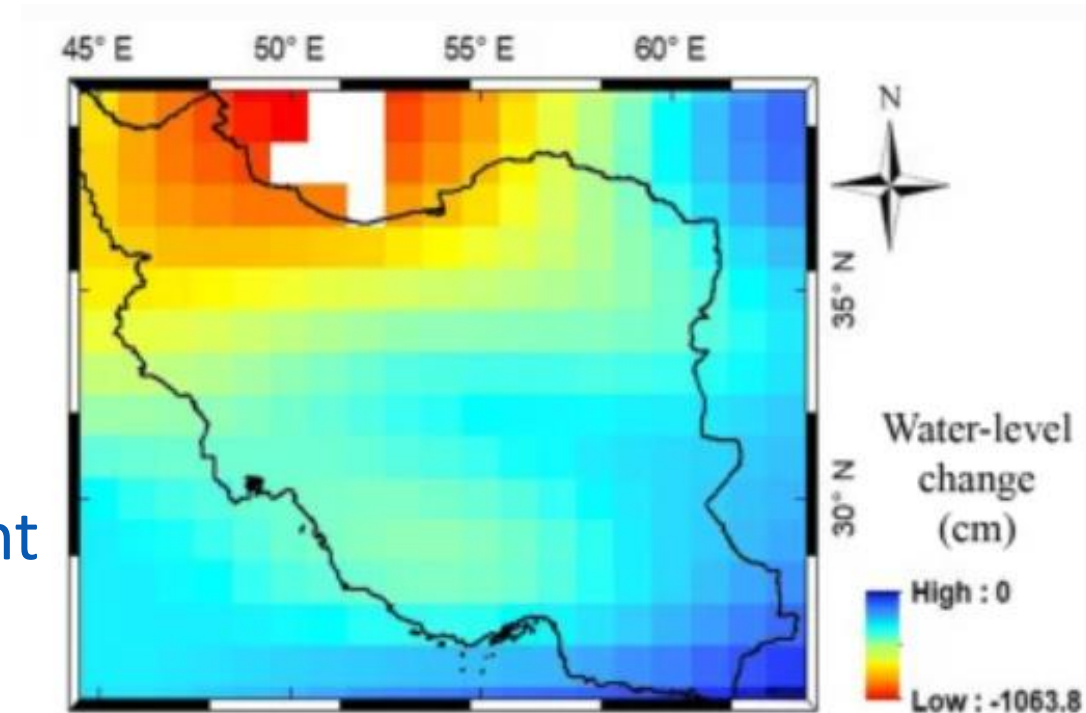 45° E 50° E 55° E 60° E
N
35° N
Water-level
change
(cm)
30° N
nt
High : 0
Low : -1063.8